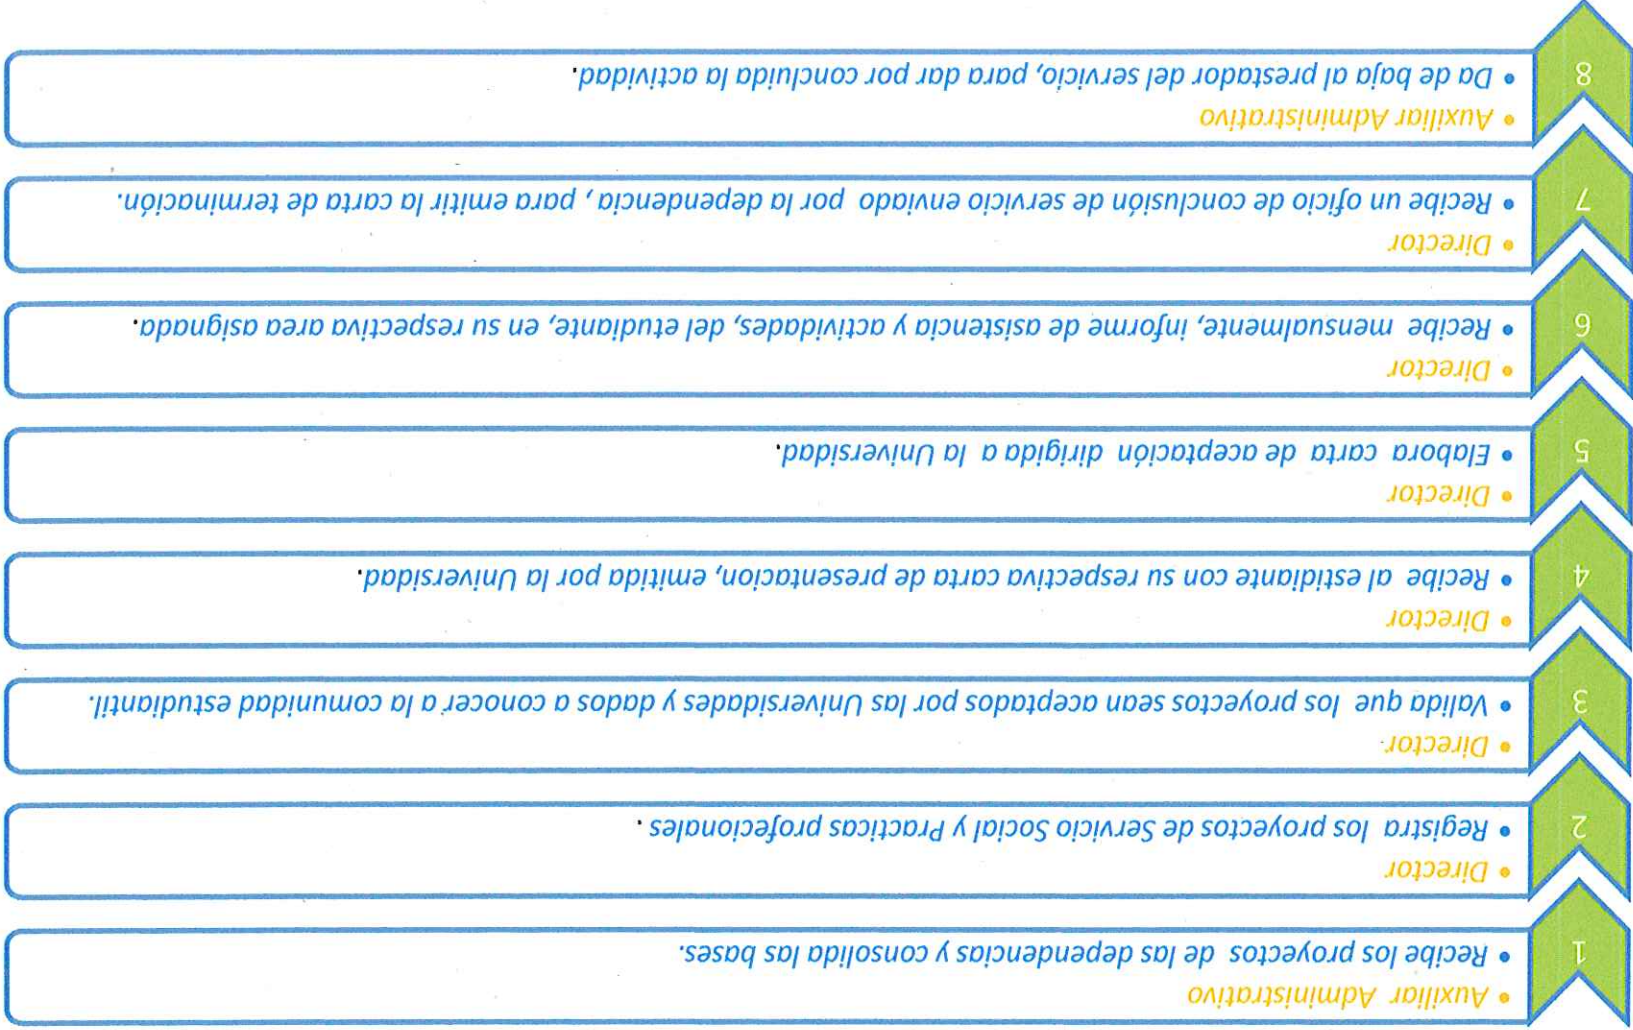 1
• Auxiliar Administrativo
• Recibe los proyectos de las dependencias y consolida las bases.
2
• Director
• Registra los proyectos de Servicio Social y Practicas profecionales.
3
• Director
• Valida que los proyectos sean aceptados por las Universidades y dados a conocer a la comunidad estudiantil.
4
• Director
• Recibe al estidiante con su respectiva carta de presentacion, emitida por la Universidad.
5
• Director
• Elabora carta de aceptación dirigida a la Universidad.
6
• Director
• Recibe mensualmente, informe de asistencia y actividades, del etudiante, en su respectiva area asignada.
7
• Director
• Recibe un oficio de conclusión de servicio enviado por la dependencia , para emitir la carta de terminación.
8
• Auxiliar Administrativo
• Da de baja al prestador del servicio, para dar por concluida la actividad.